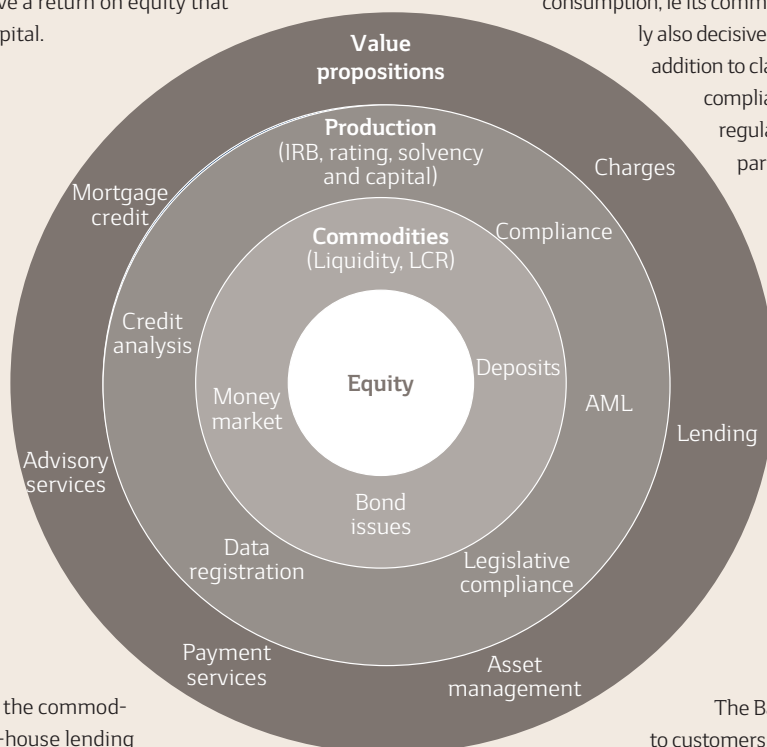 ve a return on equity that
pital.
consumption, ie its comm
ly also decisive
addition to cla
complia
regula
par
Value
propositions
Production
(IRB, rating, solvency
and capital)
Charges
Mortgage
credit
Compliance
Commodities
(Liquidity, LCR)
Credit
analysis
Deposits
Equity
Money
market
AML
Lending
Advisory
services
Bond
issues
Data
registration
Legislative
compliance
Payment
services
Asset
management
the commod-
-house lending
The Ba
to customers